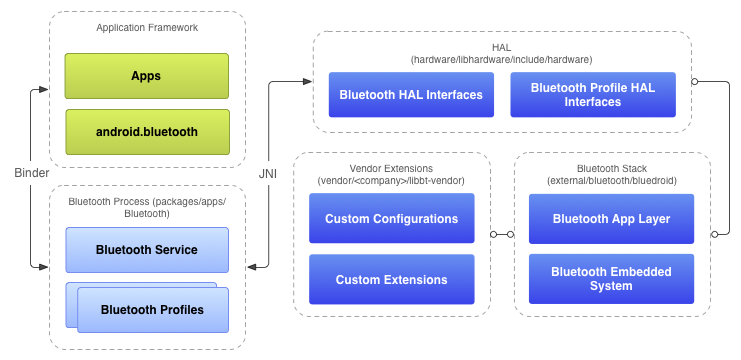 Application Framework
Apps
android.bluetooth
Binder
Bluetooth Process (packages/apps/
Bluetooth)
Bluetooth Service
Bluetooth Profiles
JNI
HAL
(hardware/libhardware/include/hardware)
Bluetooth HAL Interfaces
Bluetooth Profile HAL
Interfaces
Vendor Extensions
(vendor/<company>/libbt-vendor)
Custom Configurations
Custom Extensions
Bluetooth Stack
(external/bluetooth/bluedroid)
Bluetooth App Layer
Bluetooth Embedded
System